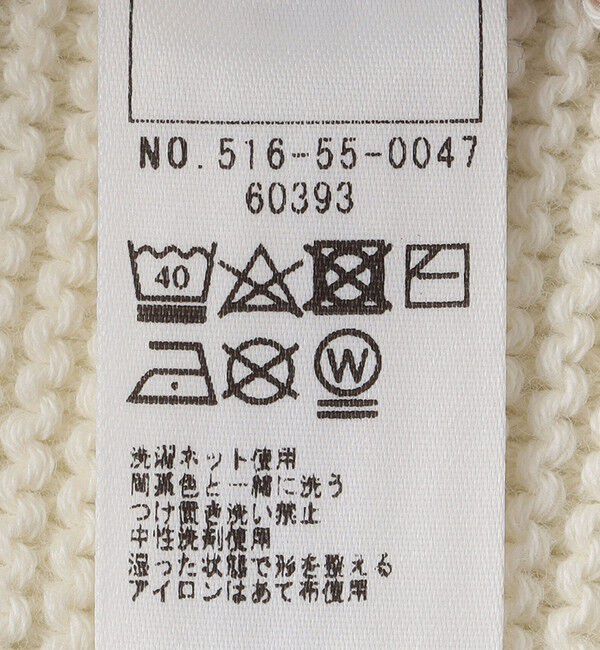 NO.516-55-0047
60393
40
W
洗濯ネット使用
同系色と一緒に洗う
つけ置き洗い禁止
中性洗剤使用
湿った状態で形を整える
アイロンはあて布使用